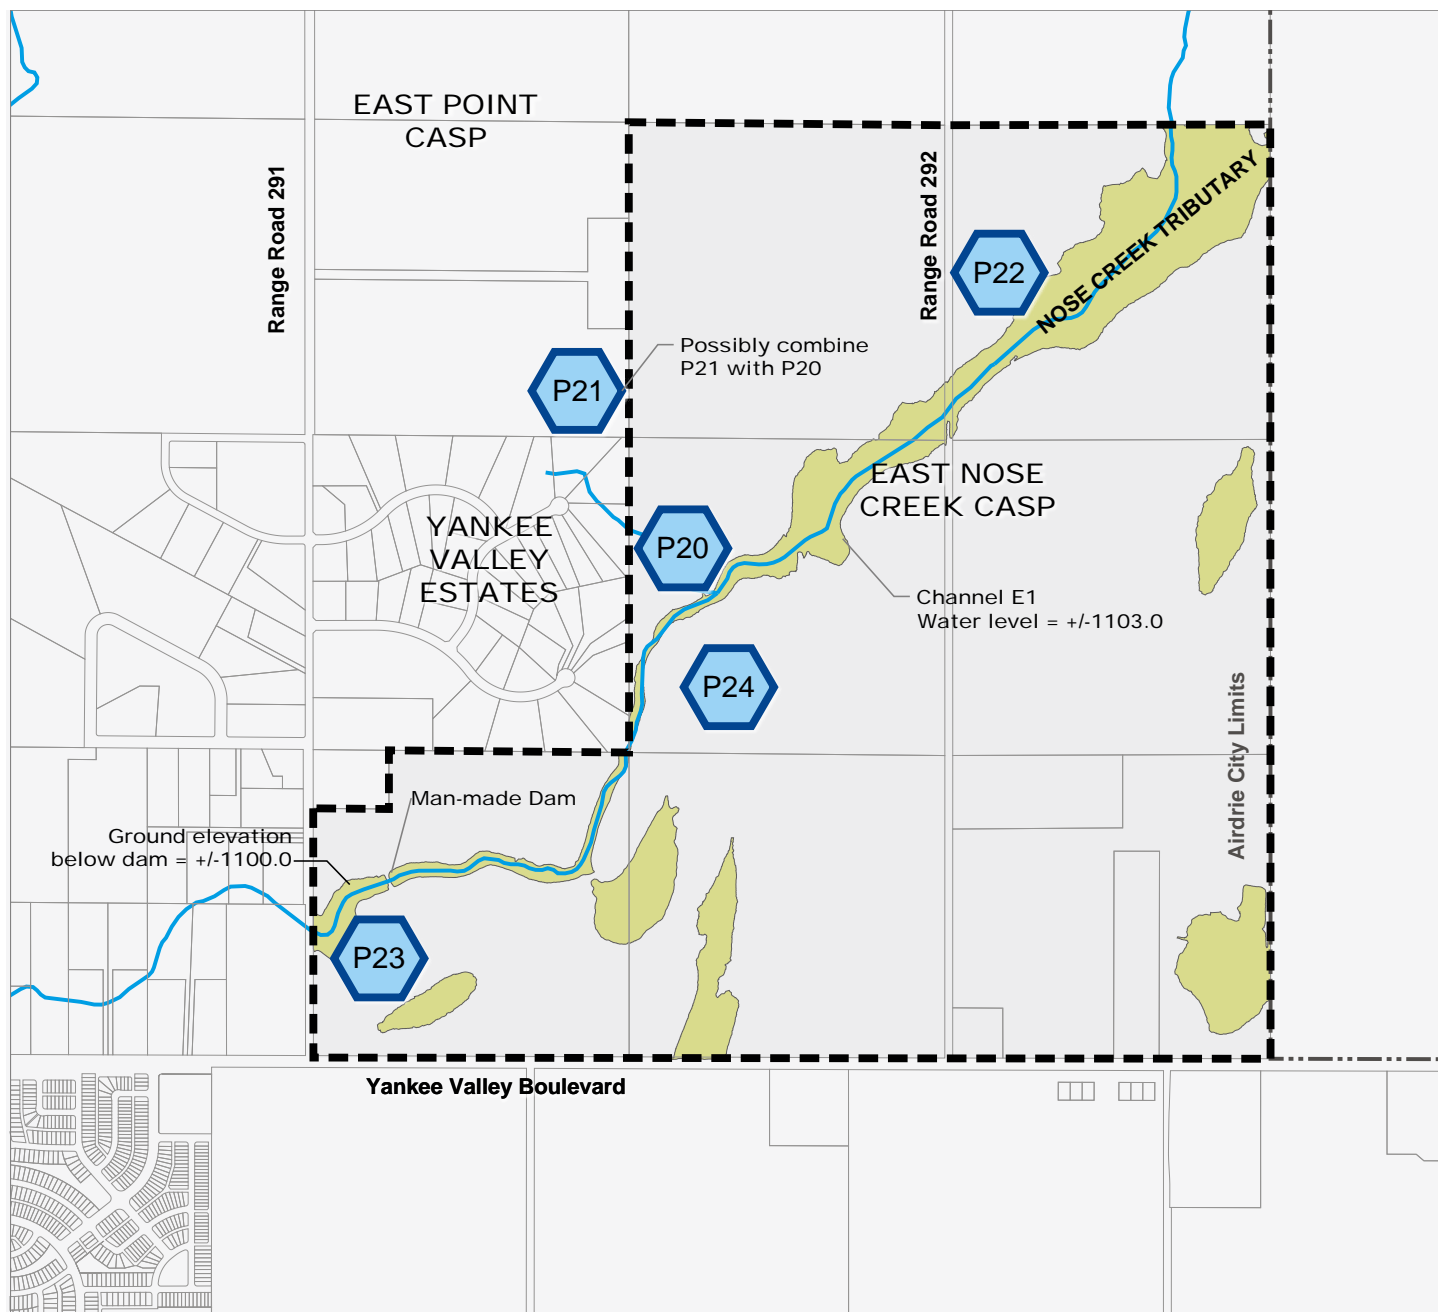 EAST POINT
CASP
Range Road 291
Range Road 292
NOSE CREEK TRIBUTARY
P22
Possibly combine
P21 with P20
P21
EAST NOSE
CREEK CASP
YANKEE
VALLEY
ESTATES
P20
Channel E1
Water level = +/-1103.0
P24
Airdrie City Limits
Man-made Dam
Ground elevation
below dam = +/-1100.0
P23
Yankee Valley Boulevard